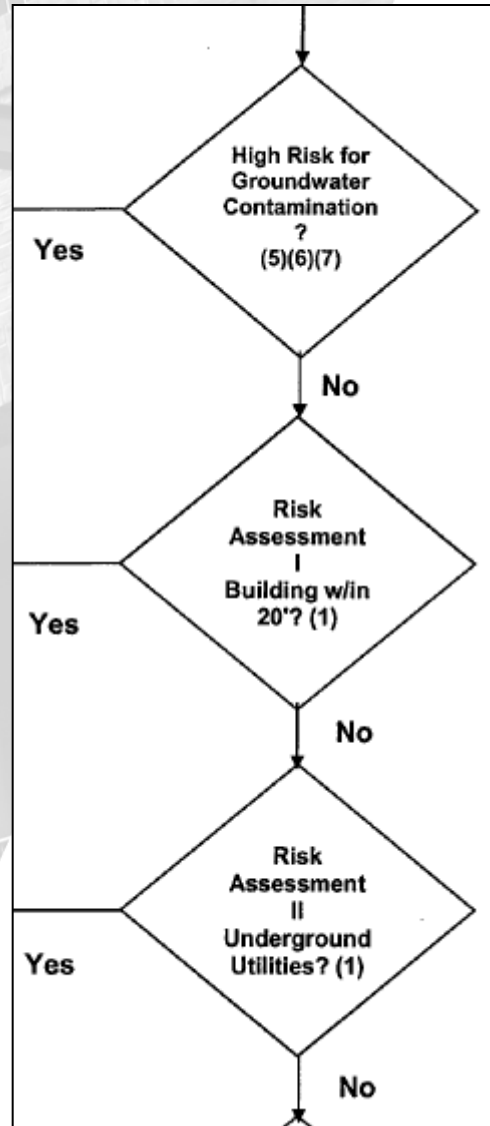 High Risk for
Groundwater
Contamination
?
(5)(6)(7)
Yes
No
Risk
Assessment
I
Building w/in
20'? (1)
Yes
No
Risk
Assessment
II
Underground
Utilities? (1)
Yes
No